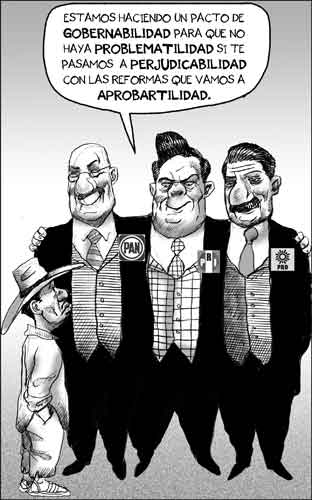 ESTAMOS HACIENDO UN PACTO DE
GOBERNABILIDAD PARA QUE NO
HAYA PROBLEMATILIDAD SI TE
PASAMOS A PERJUDICABILIDAD
CON LAS REFORMAS QUE VAMOS A
APROBARTILIDAD.
PAN
R
PRD